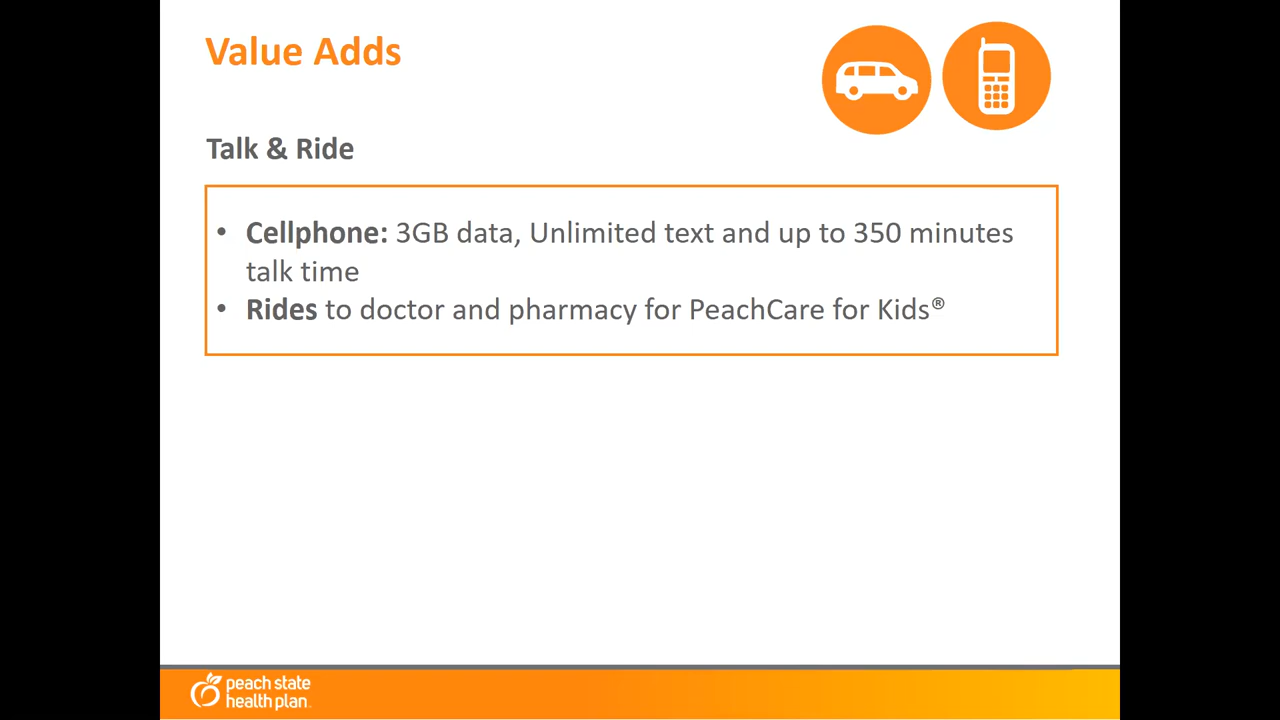 Value Adds
Talk & Ride
• Cellphone: 3GB data, Unlimited text and up to 350 minutes
talk time
• Rides to doctor and pharmacy for PeachCare for Kids®
peach state
health plan.